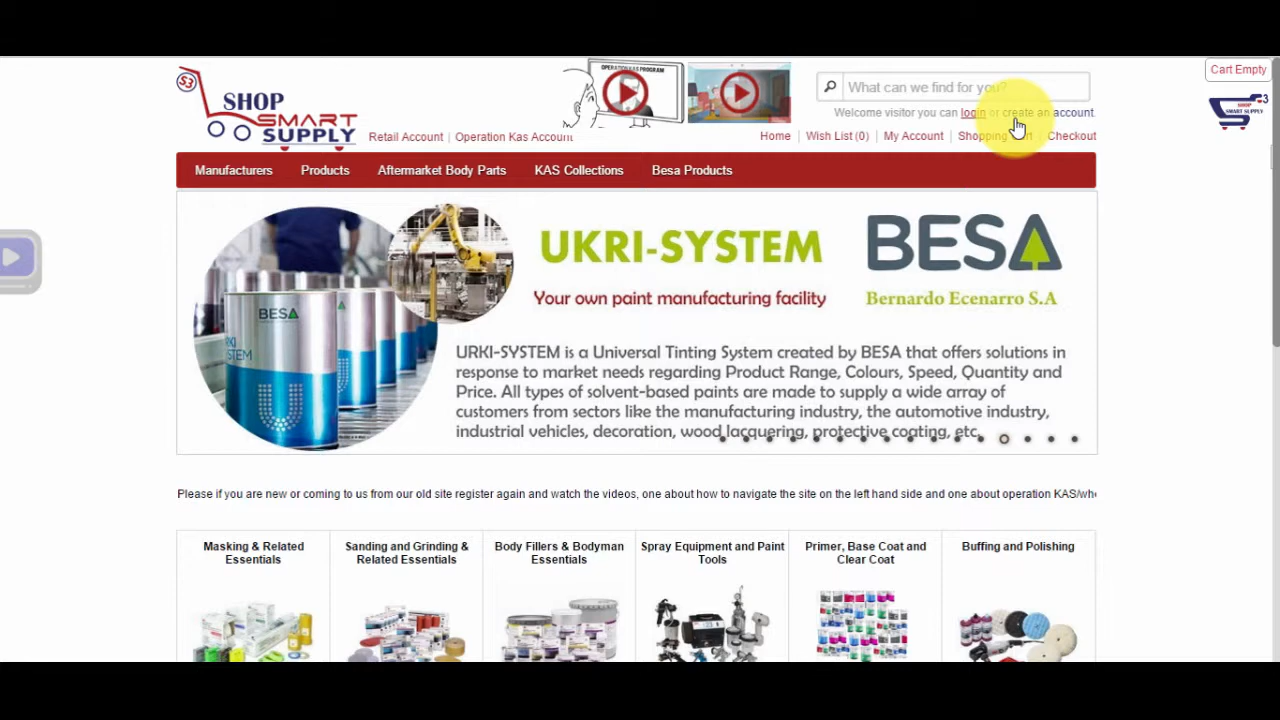 Cart Empty
S3
OPERATION KAS PROGRAM
What can we find for you?
SHOP
SMART
SUPPLY
Welcome visitor you can login or create an account.
3
SHOP
SMART SUPPLY
Retail Account | Operation Kas Account
Home | Wish List (0) | My Account | Shopping Cart | Checkout
Manufacturers Products Aftermarket Body Parts KAS Collections Besa Products
UKRI-SYSTEM
BESA
Your own paint manufacturing facility
Bernardo Ecenarro S.A
BESA
URKI-SYSTEM is a Universal Tinting System created by BESA that offers solutions in
response to market needs regarding Product Range, Colours, Speed, Quantity and
Price. All types of solvent-based paints are made to supply a wide array of
customers from sectors like the manufacturing industry, the automotive industry,
industrial vehicles, decoration, wood lacquering, protective coating, etc.
Please if you are new or coming to us from our old site register again and watch the videos, one about how to navigate the site on the left hand side and one about operation KAS/who
Masking & Related
Essentials
Sanding and Grinding &
Related Essentials
Body Fillers & Bodyman
Essentials
Spray Equipment and Paint
Tools
Primer, Base Coat and
Clear Coat
Buffing and Polishing